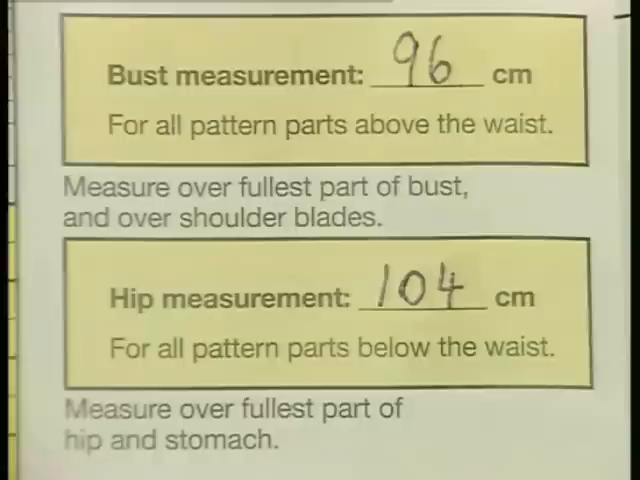 Bust measurement: 96 cm
For all pattern parts above the waist.
Measure over fullest part of bust,
and over shoulder blades.
Hip measurement: 104 cm
For all pattern parts below the waist.
Measure over fullest part of
hip and stomach.